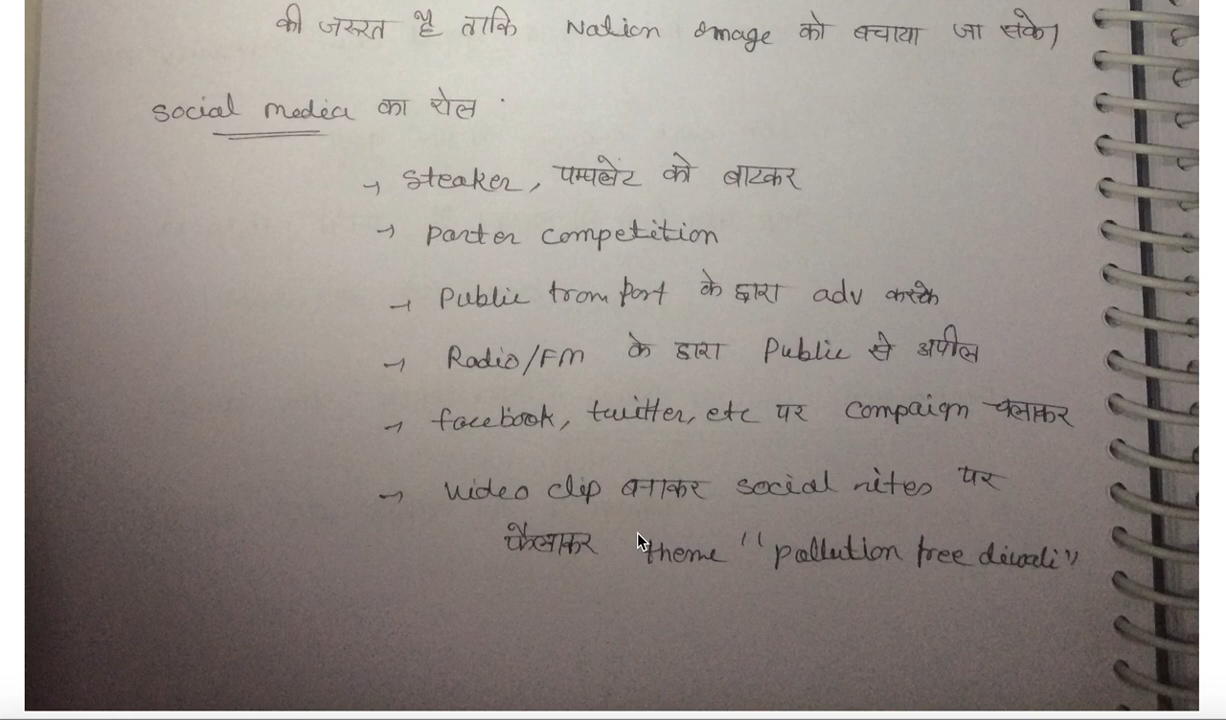 की जरूरत है ताकि Nation Image को बचाया जा सके।
social media का रोल
→ steaker, पम्पलेट को बाटकर
→ poster competition
→ Public transport के द्वारा adv करके
→ Radio/FM के द्वारा Public से अपील
→ facebook, twitter, etc पर compaign चलाकर
→ video clip बनाकर social sites पर
फैलाकर theme "pollution free diwali"